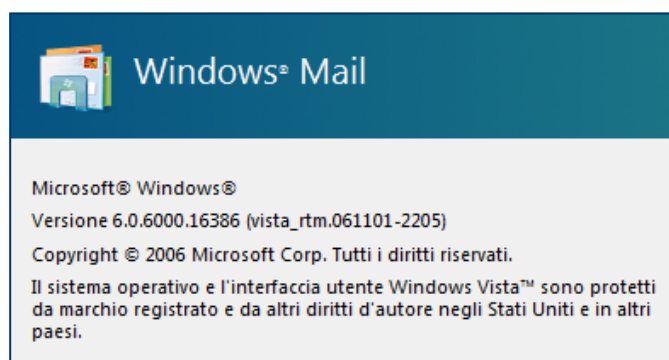 Windows® Mail
Microsoft® Windows®
Versione 6.0.6000.16386 (vista_rtm.061101-2205)
Copyright © 2006 Microsoft Corp. Tutti i diritti riservati.
Il sistema operativo e l'interfaccia utente Windows Vista™ sono protetti
da marchio registrato e da altri diritti d'autore negli Stati Uniti e in altri
paesi.